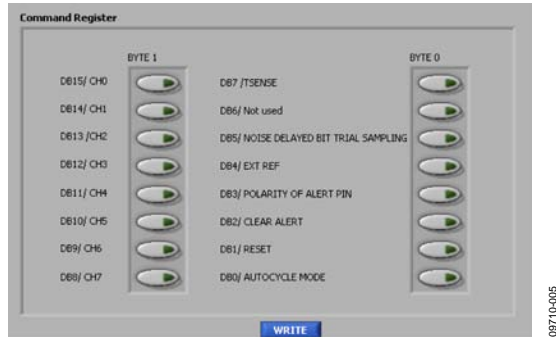 Command Register
BYTE 1
BYTE 0
DB15/ CH0
DB7 /TSENSE
DB14/ CH1
DB6/ Not used
DB13 /CH2
DB5/ NOISE DELAYED BIT TRIAL SAMPLING
DB12/ CH3
DB4/ EXT REF
DB11/ CH4
DB3/ POLARITY OF ALERT PIN
DB10/ CH5
DB2/ CLEAR ALERT
DB9/ CH6
DB1/ RESET
DB8/ CH7
DB0/ AUTOCYCLE MODE
WRITE
09710-005